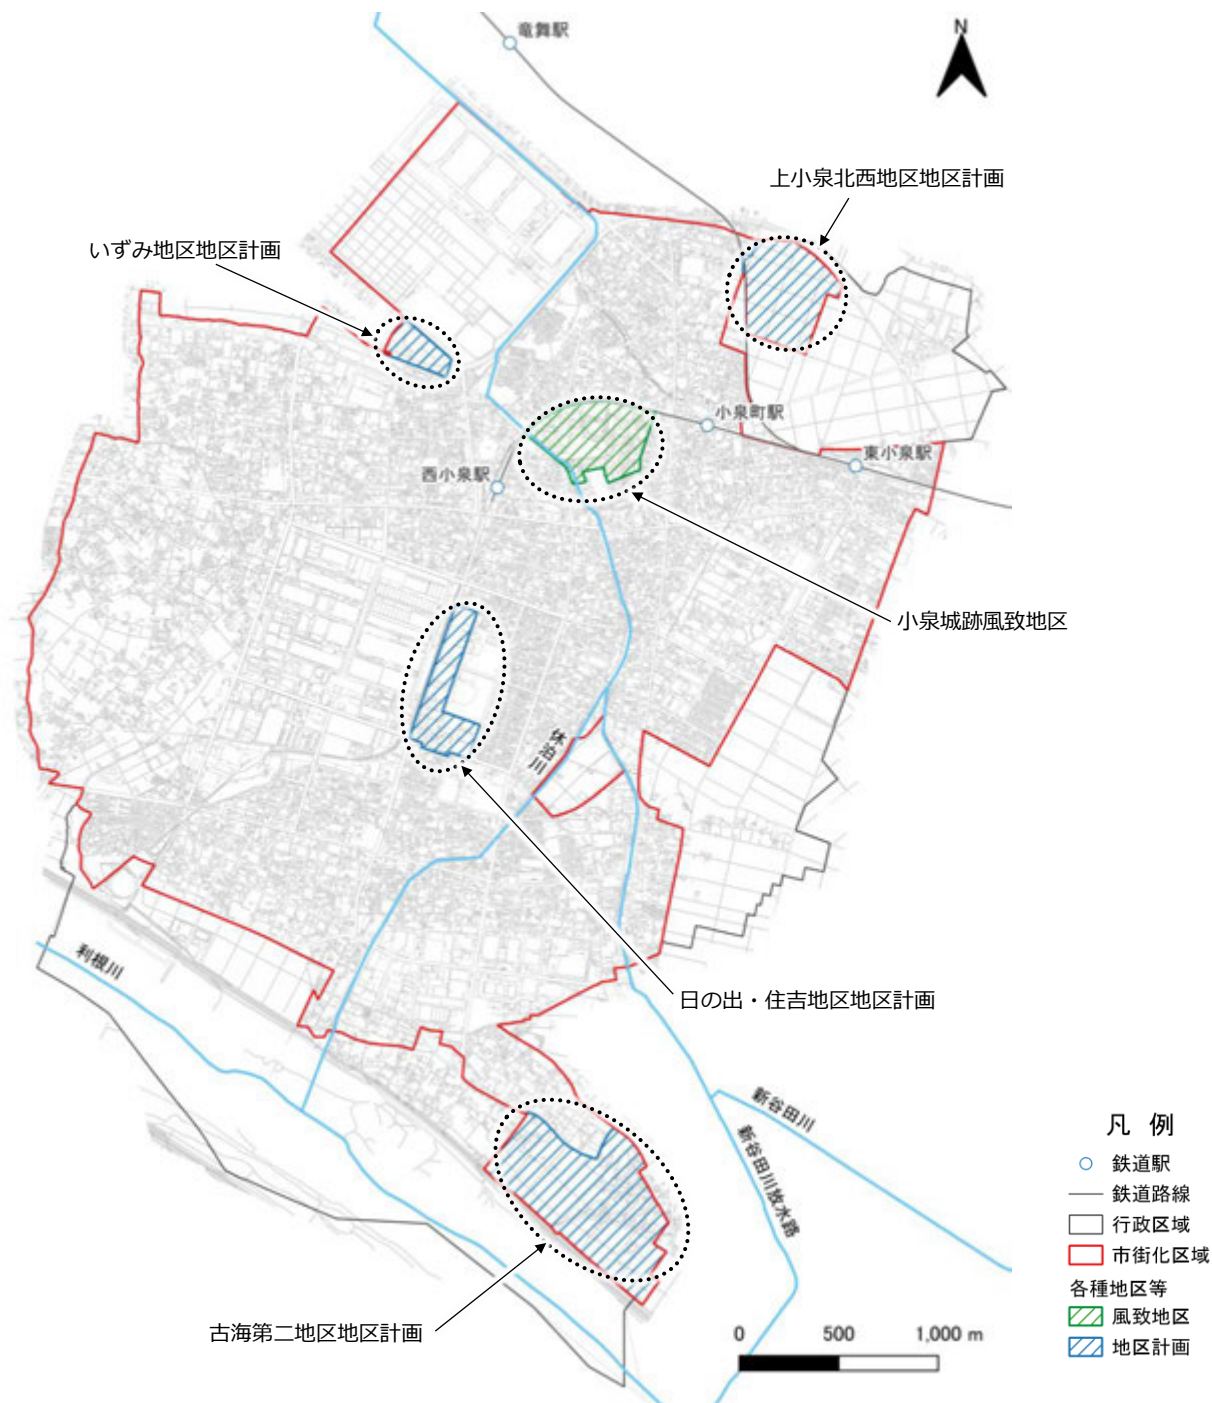 竜舞駅
N
上小泉北西地区地区計画
いずみ地区地区計画
小泉町駅
東小泉駅
西小泉駅
小泉城跡風致地区
休泊川
利根川
日の出・住吉地区地区計画
新谷田川
新谷田川放水路
古海第二地区地区計画
0 500 1,000 m
凡 例
鉄道駅
鉄道路線
行政区域
市街化区域
各種地区等
風致地区
地区計画